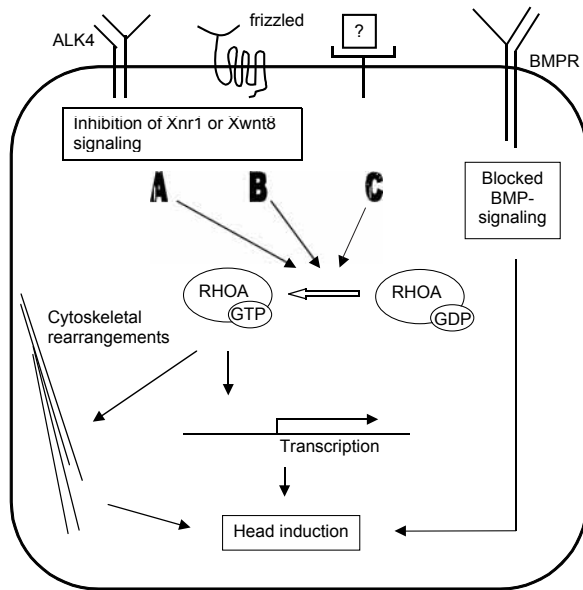 ALK4
frizzled
?
BMPR
Inhibition of Xnr1 or Xwnt8
signaling
Blocked
BMP-
signaling
A B C
RHOA
GTP
RHOA
GDP
Cytoskeletal
rearrangements
Transcription
Head induction